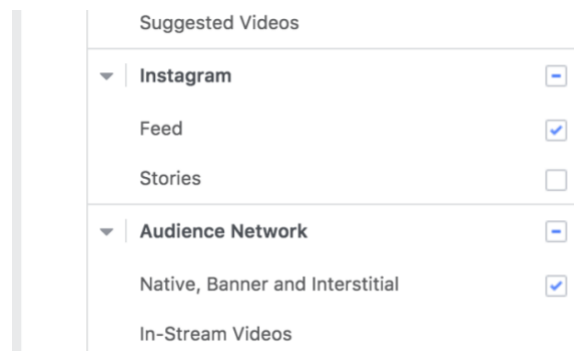 Suggested Videos
Instagram
Feed
Stories
Audience Network
Native, Banner and Interstitial
In-Stream Videos